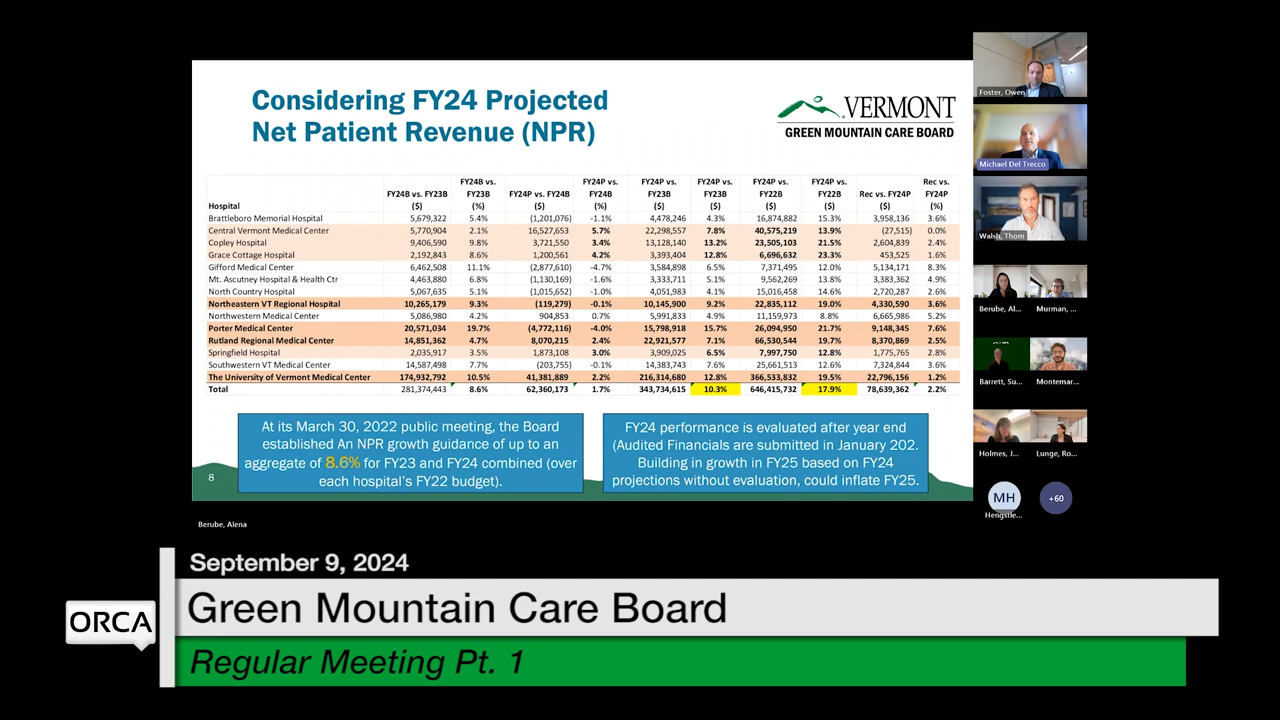 Considering FY24 Projected
Net Patient Revenue (NPR)
VERMONT
GREEN MOUNTAIN CARE BOARD
Hospital FY24B vs. FY23B ($) FY24B vs. FY23B (%) FY24P vs. FY24B ($) FY24P vs. FY24B (%) FY24P vs. FY23B ($) FY24P vs. FY23B (%) FY24P vs. FY22B ($) FY24P vs. FY22B (%) Rec vs. FY24P ($) Rec vs. FY24P (%)
Brattleboro Memorial Hospital 5,679,322 5.4% (1,201,076) -1.1% 4,478,246 4.3% 16,874,882 15.3% 3,958,136 3.6%
Central Vermont Medical Center 5,770,904 2.1% 16,527,653 5.7% 22,298,557 7.8% 40,575,219 13.9% (27,515) 0.0%
Copley Hospital 9,406,590 9.8% 3,721,550 3.4% 13,128,140 13.2% 23,505,103 21.5% 2,604,839 2.4%
Grace Cottage Hospital 2,192,843 8.6% 1,200,561 4.2% 3,393,404 12.8% 6,696,632 23.3% 453,525 1.6%
Gifford Medical Center 6,462,508 11.1% (2,877,610) -4.7% 3,584,898 6.5% 7,371,495 12.0% 5,134,171 8.3%
Mt. Ascutney Hospital & Health Ctr 4,463,880 6.8% (1,130,169) -1.6% 3,333,711 5.1% 9,562,269 13.8% 3,383,362 4.9%
North County Hospital 5,067,635 5.1% (1,015,652) -1.0% 4,051,983 4.1% 15,016,458 14.6% 2,720,287 2.6%
Northeastern VT Regional Hospital 10,265,179 9.3% (119,279) -0.1% 10,145,900 9.2% 22,835,112 19.0% 4,330,590 3.6%
Northwestern Medical Center 5,086,980 4.2% 904,853 0.7% 5,991,833 4.9% 11,159,973 8.8% 6,665,986 5.2%
Porter Medical Center 20,571,034 19.7% (4,772,116) -4.0% 15,798,918 15.7% 26,094,950 21.7% 9,148,345 7.6%
Rutland Regional Medical Center 14,851,362 4.7% 8,070,215 2.4% 22,921,577 7.1% 66,530,544 19.7% 8,370,869 2.5%
Springfield Hospital 2,035,917 3.5% 1,873,108 3.0% 3,909,025 6.5% 7,997,750 12.8% 1,775,765 2.8%
Southwestern VT Medical Center 14,587,498 7.7% (203,755) -0.1% 14,383,743 7.6% 25,661,513 12.6% 7,324,844 3.6%
The University of Vermont Medical Center 174,932,792 10.5% 41,381,889 2.2% 216,314,680 12.8% 366,533,832 19.5% 22,796,156 1.2%
Total 281,374,443 8.6% 62,360,173 1.7% 343,734,615 10.3% 646,415,732 17.9% 78,639,362 2.2%
At its March 30, 2022 public meeting, the Board
established An NPR growth guidance of up to an
aggregate of 8.6% for FY23 and FY24 combined (over
each hospital's FY22 budget).
FY24 performance is evaluated after year end
(Audited Financials are submitted in January 202.
Building in growth in FY25 based on FY24
projections without evaluation, could inflate FY25.
8
Foster, Owen
Michael Del Trecco
Walsh, Thom
Berube, Al... Murman, ...
Barrett, Su... Montemar...
Holmes, J... Lunge, Ro...
MH +60
Hengstle...
Berube, Alena
September 9, 2024
ORCA
Green Mountain Care Board
Regular Meeting Pt. 1